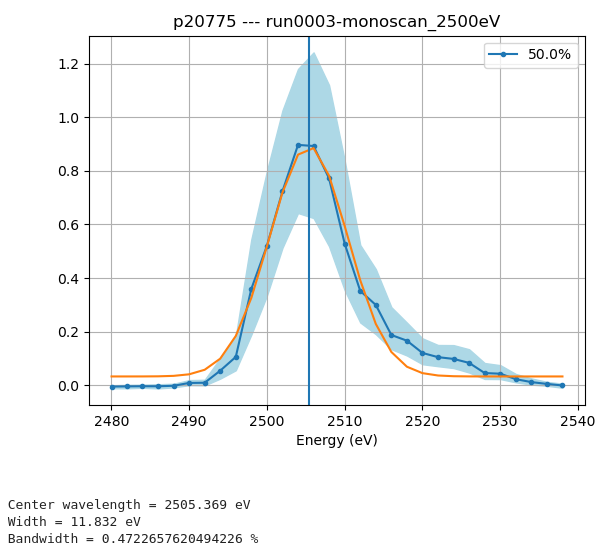 p20775 --- run0003-monoscan_2500eV
50.0%
1.2
1.0
0.8
0.6
0.4
0.2
0.0
2480 2490 2500 2510 2520 2530 2540
Energy (eV)
Center wavelength = 2505.369 eV
Width = 11.832 eV
Bandwidth = 0.4722657620494226 %